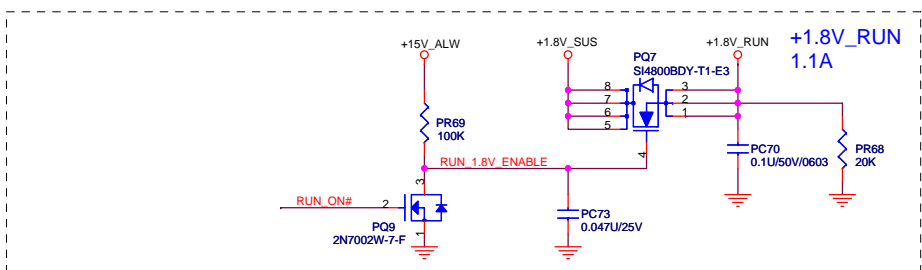 +1.8V_RUN
1.1A
+15V_ALW
+1.8V_SUS
+1.8V_RUN
PQ7
SI4800BDY-T1-E3
8
7
6
5
3
2
1
4
PR69
100K
RUN_1.8V_ENABLE
PC70
0.1U/50V/0603
PR68
20K
RUN_ON#
2
3
1
PQ9
2N7002W-7-F
PC73
0.047U/25V